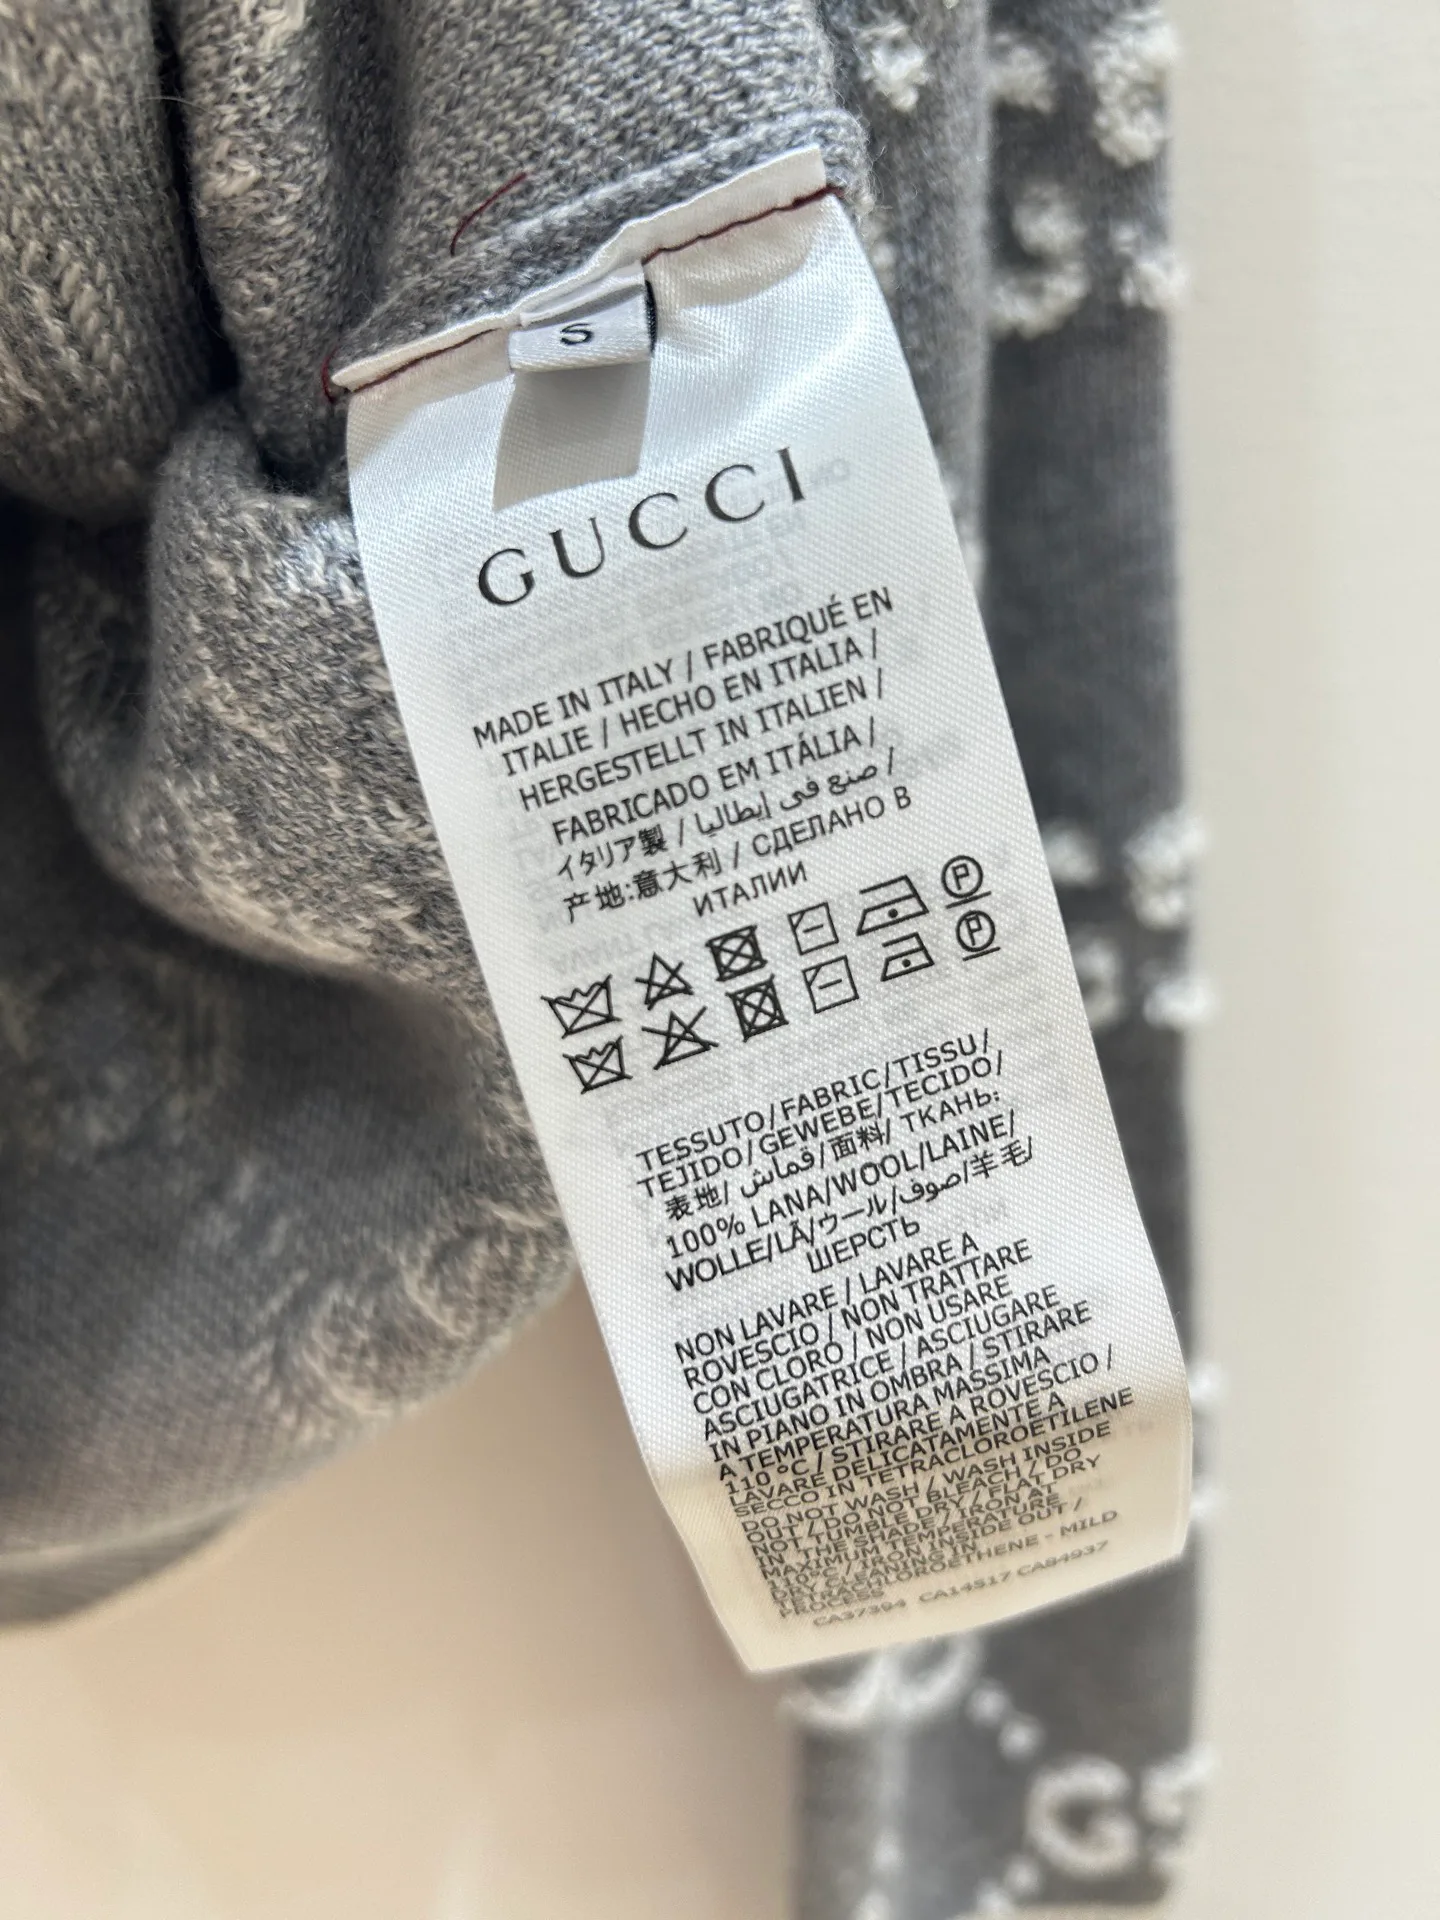 S
GUCCI
MADE IN ITALY / FABRIQUÉ EN
ITALIE / HECHO EN ITALIA /
HERGESTELLT IN ITALIEN /
FABRICADO EM ITÁLIA /
イタリア製 / صنع في إيطاليا /
产地:意大利 / СДЕЛАНО В
ИТАЛИИ
TESSUTO/FABRIC/TISSU/
TEJIDO/GEWEBE/TECIDO/
表地/ قماش/面料/ ТКАНЬ:
100% LANA/WOOL/LAINE/
WOLLE/LÃ/ウール/صوف/羊毛/
ШЕРСТЬ
NON LAVARE / LAVARE A
ROVESCIO / NON TRATTARE
CON CLORO / NON USARE
ASCIUGATRICE / ASCIUGARE
IN PIANO IN OMBRA / STIRARE
A TEMPERATURA MASSIMA
110 °C / STIRARE A ROVESCIO /
LAVARE DELICATAMENTE A
SECCO IN TETRACLOROETILENE
DO NOT WASH / WASH INSIDE
OUT / DO NOT BLEACH / DO
NOT TUMBLE DRY / FLAT DRY
IN THE SHADE / IRON AT
MAXIMUM TEMPERATURE
110°C / IRON INSIDE OUT /
DRY CLEANING IN
TETRACHLOROETHENE - MILD
PROCESS
CA37394 CA14517 CA84937